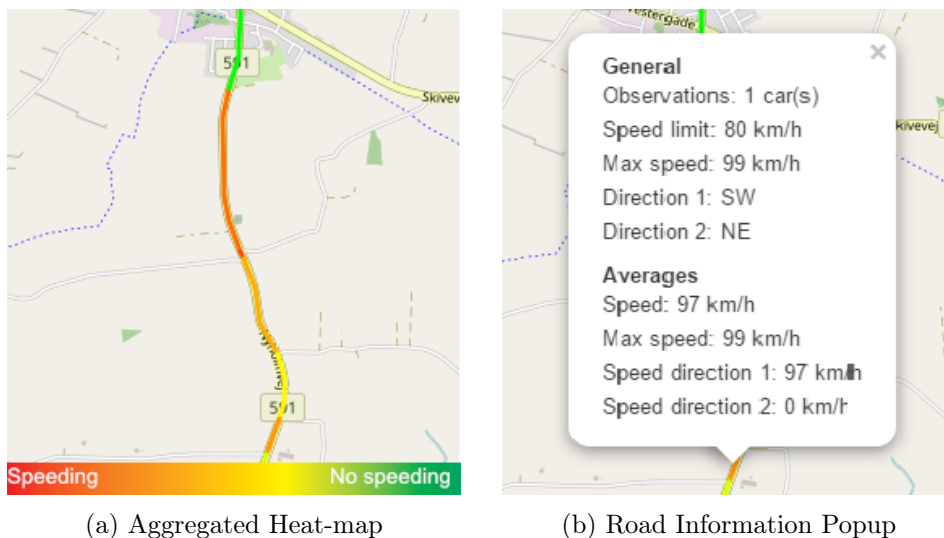 591
Skivev
591
Speeding
No speeding
(a) Aggregated Heat-map
estergade
kivevej
×
General
Observations: 1 car(s)
Speed limit: 80 km/h
Max speed: 99 km/h
Direction 1: SW
Direction 2: NE
Averages
Speed: 97 km/h
Max speed: 99 km/h
Speed direction 1: 97 km/h
Speed direction 2: 0 km/h
(b) Road Information Popup